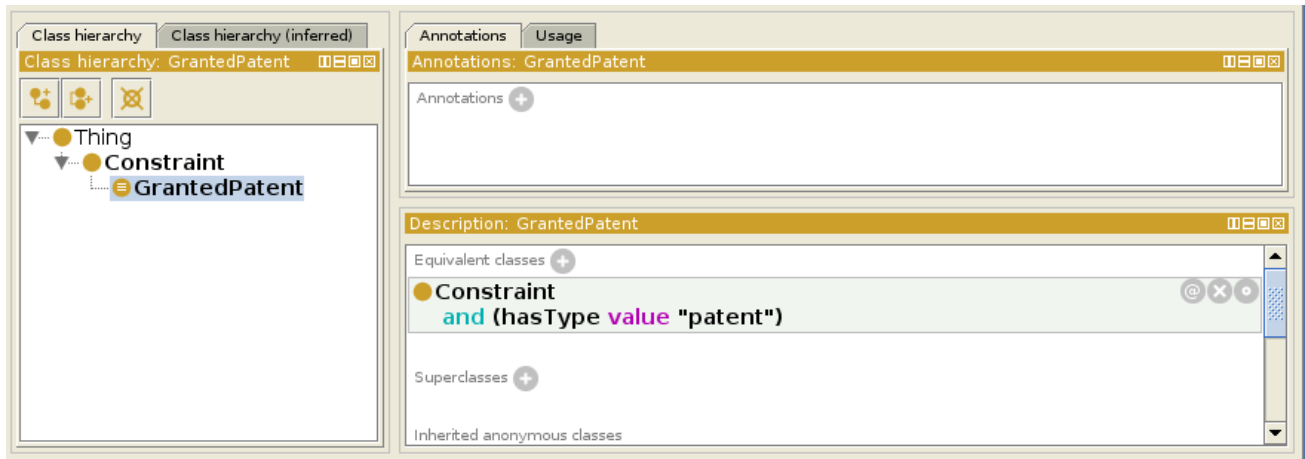 Class hierarchy Class hierarchy (inferred)
Class hierarchy: GrantedPatent
Thing
Constraint
GrantedPatent
Annotations Usage
Annotations: GrantedPatent
Annotations
Description: GrantedPatent
Equivalent classes
Constraint
and (hasType value "patent")
Superclasses
Inherited anonymous classes